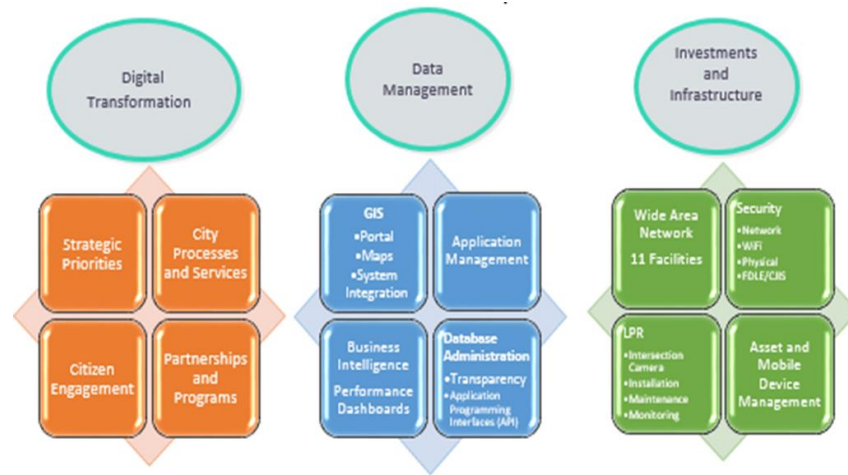 Digital
Transformation
Data
Management
Investments
and
Infrastructure
Strategic
Priorities
City
Processes
and Services
Citizen
Engagement
Partnerships
and
Programs
GIS
•Portal
•Maps
•System
Integration
Application
Management
Business
Intelligence
Performance
Dashboards
Database
Administration
•Transparency
•Application
Programming
Interfaces (API)
Wide Area
Network
11 Facilities
Security
•Network
•WiFi
•Physical
•FDLE/CJIS
LPR
•Intersection
Camera
•Installation
•Maintenance
•Monitoring
Asset and
Mobile
Device
Management